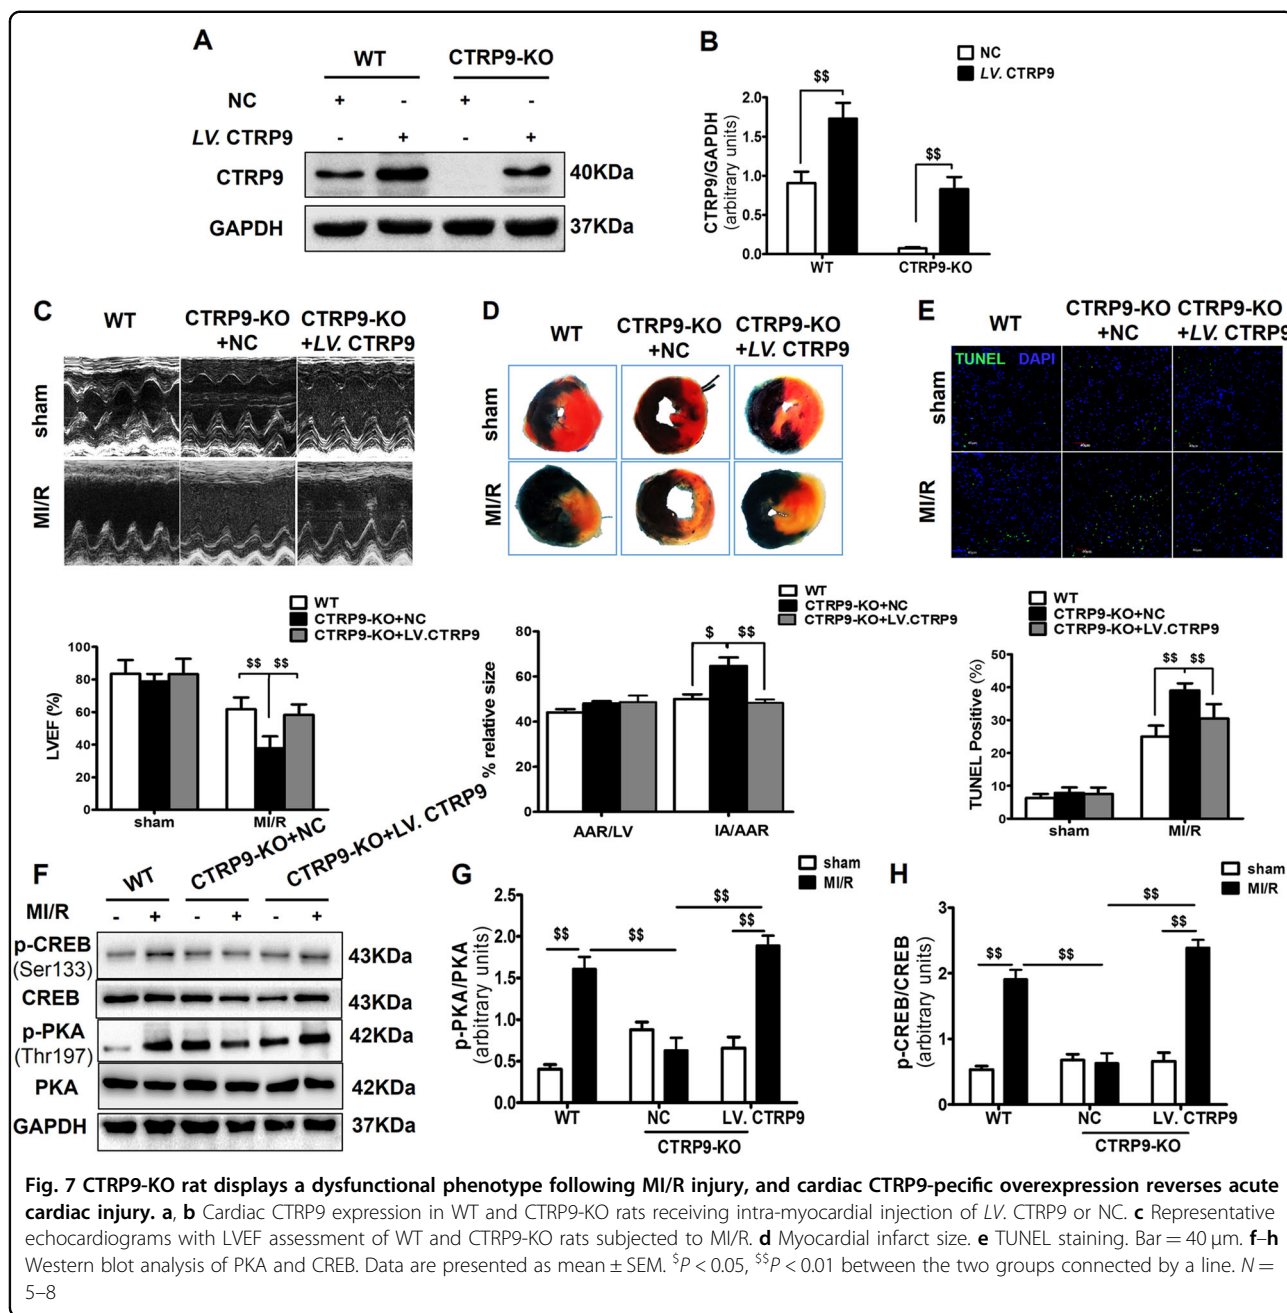 A
WT
CTRP9-KO
NC + - + -
LV. CTRP9 - + - +
CTRP9 40KDa
GAPDH 37KDa
B
NC
LV. CTRP9
CTRP9/GAPDH
(arbitrary units)
2.0
1.5
1.0
0.5
0.0
$$
$$
WT
CTRP9-KO
C
WT
CTRP9-KO
+NC
CTRP9-KO
+LV. CTRP9
sham
MI/R
WT
CTRP9-KO+NC
CTRP9-KO+LV.CTRP9
LVEF (%)
100
80
60
40
20
0
$$ $$
sham
MI/R
D
WT
CTRP9-KO
+NC
CTRP9-KO
+LV. CTRP9
sham
MI/R
WT
CTRP9-KO+NC
CTRP9-KO+LV.CTRP9
% relative size
80
60
40
20
0
$ $$
AAR/LV
IA/AAR
E
WT
CTRP9-KO
+NC
CTRP9-KO
+LV. CTRP9
TUNEL DAPI
sham
MI/R
WT
CTRP9-KO+NC
CTRP9-KO+LV.CTRP9
TUNEL Positive (%)
50
40
30
20
10
0
$$ $$
sham
MI/R
F
WT
CTRP9-KO+NC
CTRP9-KO+LV. CTRP9
MI/R - + - + - +
p-CREB
(Ser133)
43KDa
CREB 43KDa
p-PKA
(Thr197)
42KDa
PKA 42KDa
GAPDH 37KDa
G
sham
MI/R
p-PKA/PKA
(arbitrary units)
2.5
2.0
1.5
1.0
0.5
0.0
$$
$$
$$
$$
WT
NC
LV. CTRP9
CTRP9-KO
H
sham
MI/R
p-CREB/CREB
(arbitrary units)
3
2
1
0
$$
$$
$$
$$
WT
NC
LV. CTRP9
CTRP9-KO
Fig. 7 CTRP9-KO rat displays a dysfunctional phenotype following MI/R injury, and cardiac CTRP9-pecific overexpression reverses acute
cardiac injury. a, b Cardiac CTRP9 expression in WT and CTRP9-KO rats receiving intra-myocardial injection of LV. CTRP9 or NC. c Representative
echocardiograms with LVEF assessment of WT and CTRP9-KO rats subjected to MI/R. d Myocardial infarct size. e TUNEL staining. Bar = 40 μm. f–h
Western blot analysis of PKA and CREB. Data are presented as mean ± SEM. $P < 0.05, $$P < 0.01 between the two groups connected by a line. N =
5–8